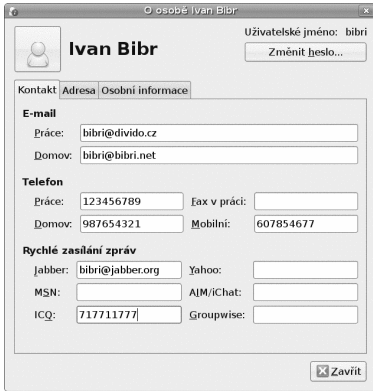 O osobě Ivan Bibr
Ivan Bibr
Uživatelské jméno: bibri
Změnit heslo...
Kontakt Adresa Osobní informace
E-mail
Práce: bibri@divido.cz
Domov: bibri@bibri.net
Telefon
Práce: 123456789 Fax v práci:
Domov: 987654321 Mobilní: 607854677
Rychlé zasílání zpráv
Jabber: bibri@jabber.org Yahoo:
MSN: AIM/iChat:
ICQ: 717711777 Groupwise:
Zavřít